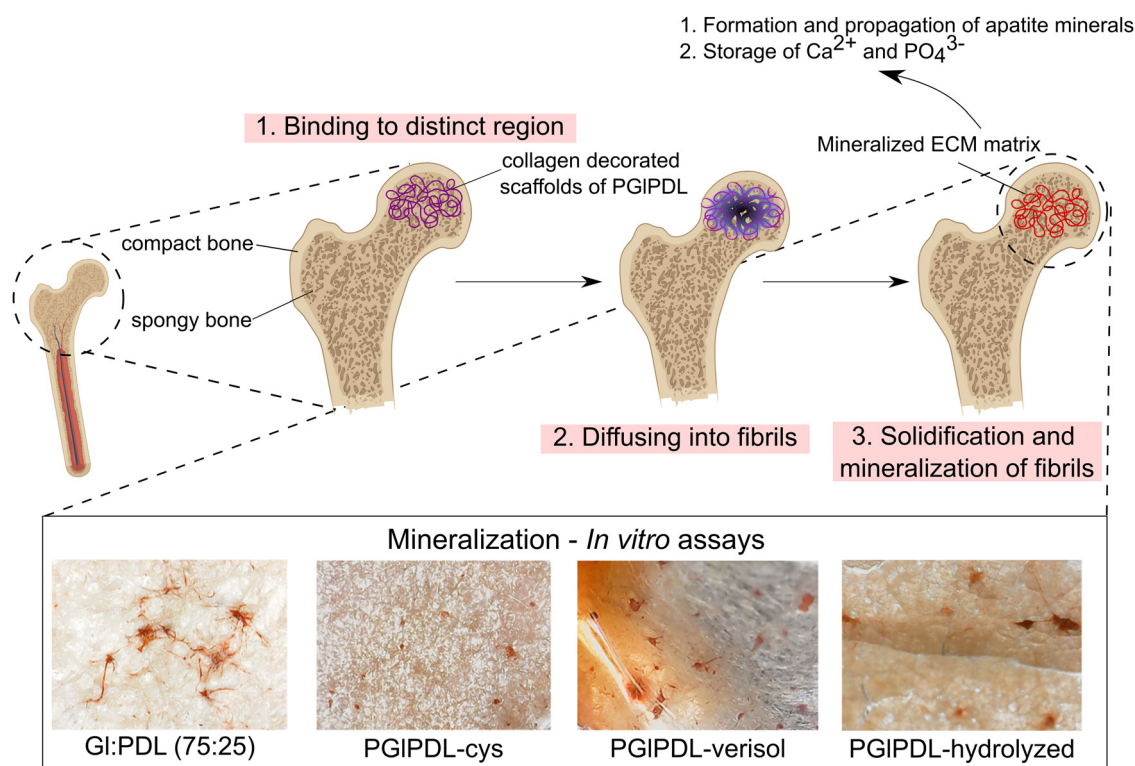 1. Formation and propagation of apatite minerals
2. Storage of Ca2+ and PO43-
1. Binding to distinct region
collagen decorated
scaffolds of PGlPDL
Mineralized ECM matrix
compact bone
spongy bone
2. Diffusing into fibrils
3. Solidification and
mineralization of fibrils
Mineralization - In vitro assays
Gl:PDL (75:25)
PGlPDL-cys
PGlPDL-verisol
PGlPDL-hydrolyzed